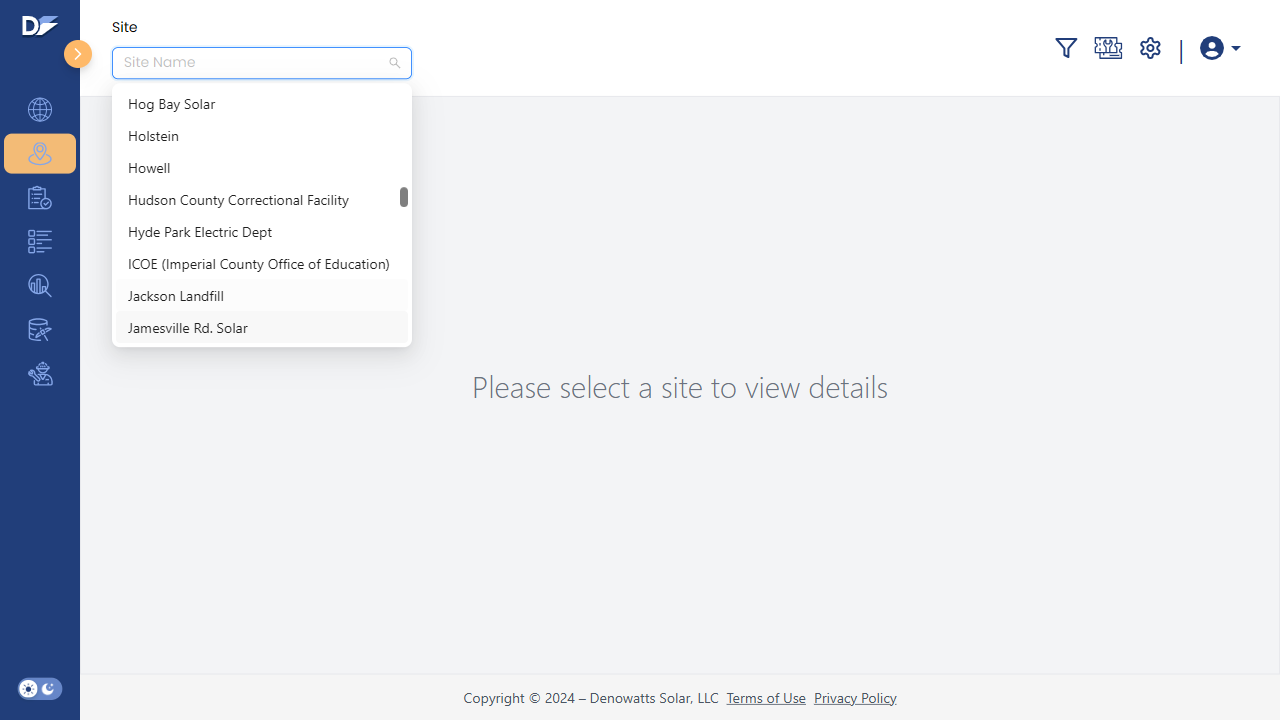 Site
Site Name
Hog Bay Solar
Holstein
Howell
Hudson County Correctional Facility
Hyde Park Electric Dept
ICOE (Imperial County Office of Education)
Jackson Landfill
Jamesville Rd. Solar
Please select a site to view details
Copyright © 2024 – Denowatts Solar, LLC Terms of Use Privacy Policy